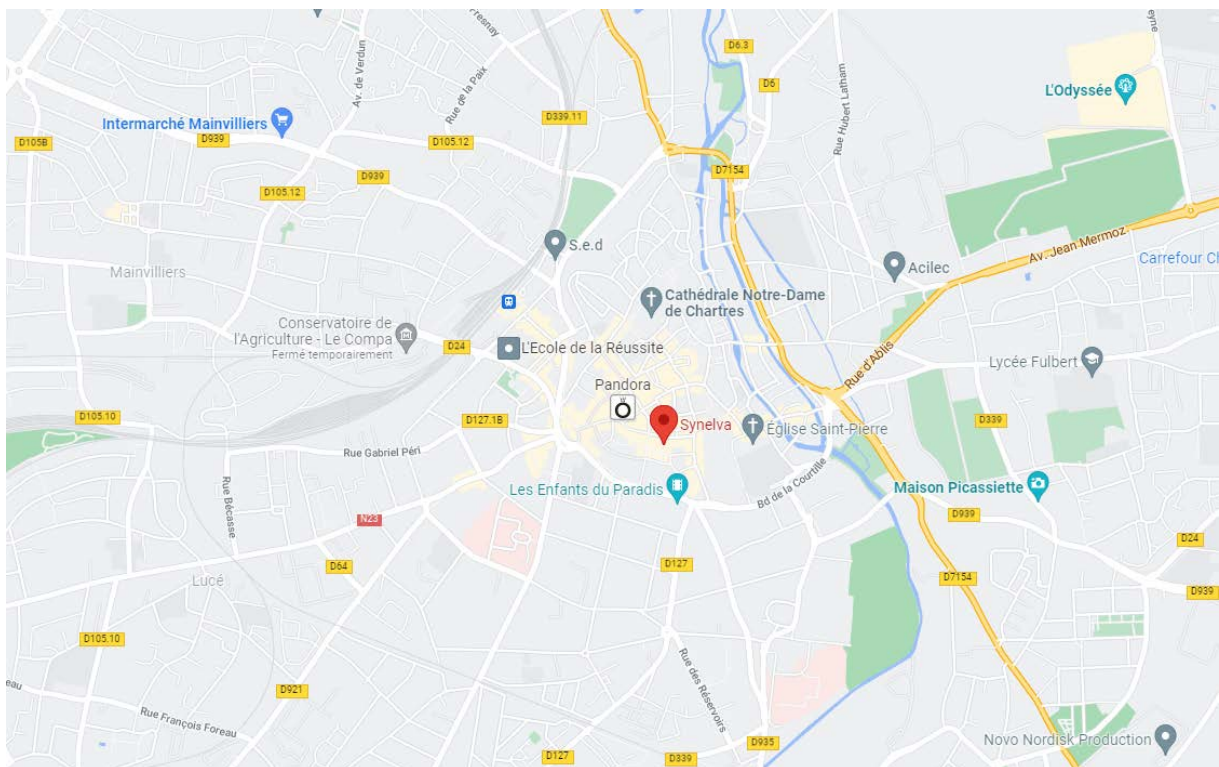 Fresnay
D6.3
eyne
Av. de Verdun
Rue de la Paix
D6
Rue Hubert Latham
L'Odyssée
Intermarché Mainvilliers
D339.11
D105B
D939
D105.12
D7154
D939
D105.12
S.e.d
Av. Jean Mermoz
Mainvilliers
Acilec
Carrefour Ch
Cathédrale Notre-Dame
de Chartres
Conservatoire de
l'Agriculture - Le Compa
Fermé temporairement
D24
L'Ecole de la Réussite
Rue d'Ablis
Lycée Fulbert
Pandora
D105.10
D127.1B
Synelva
Église Saint-Pierre
D339
Rue Gabriel Péri
Les Enfants du Paradis
Bd de la Courtille
Maison Picassiette
Rue Bécasse
N23
D939
D24
Lucé
D64
D127
D7154
D939
D105.10
Rue des Réservoirs
D921
eau
Rue François Foreau
D127
D339
D935
Novo Nordisk Production